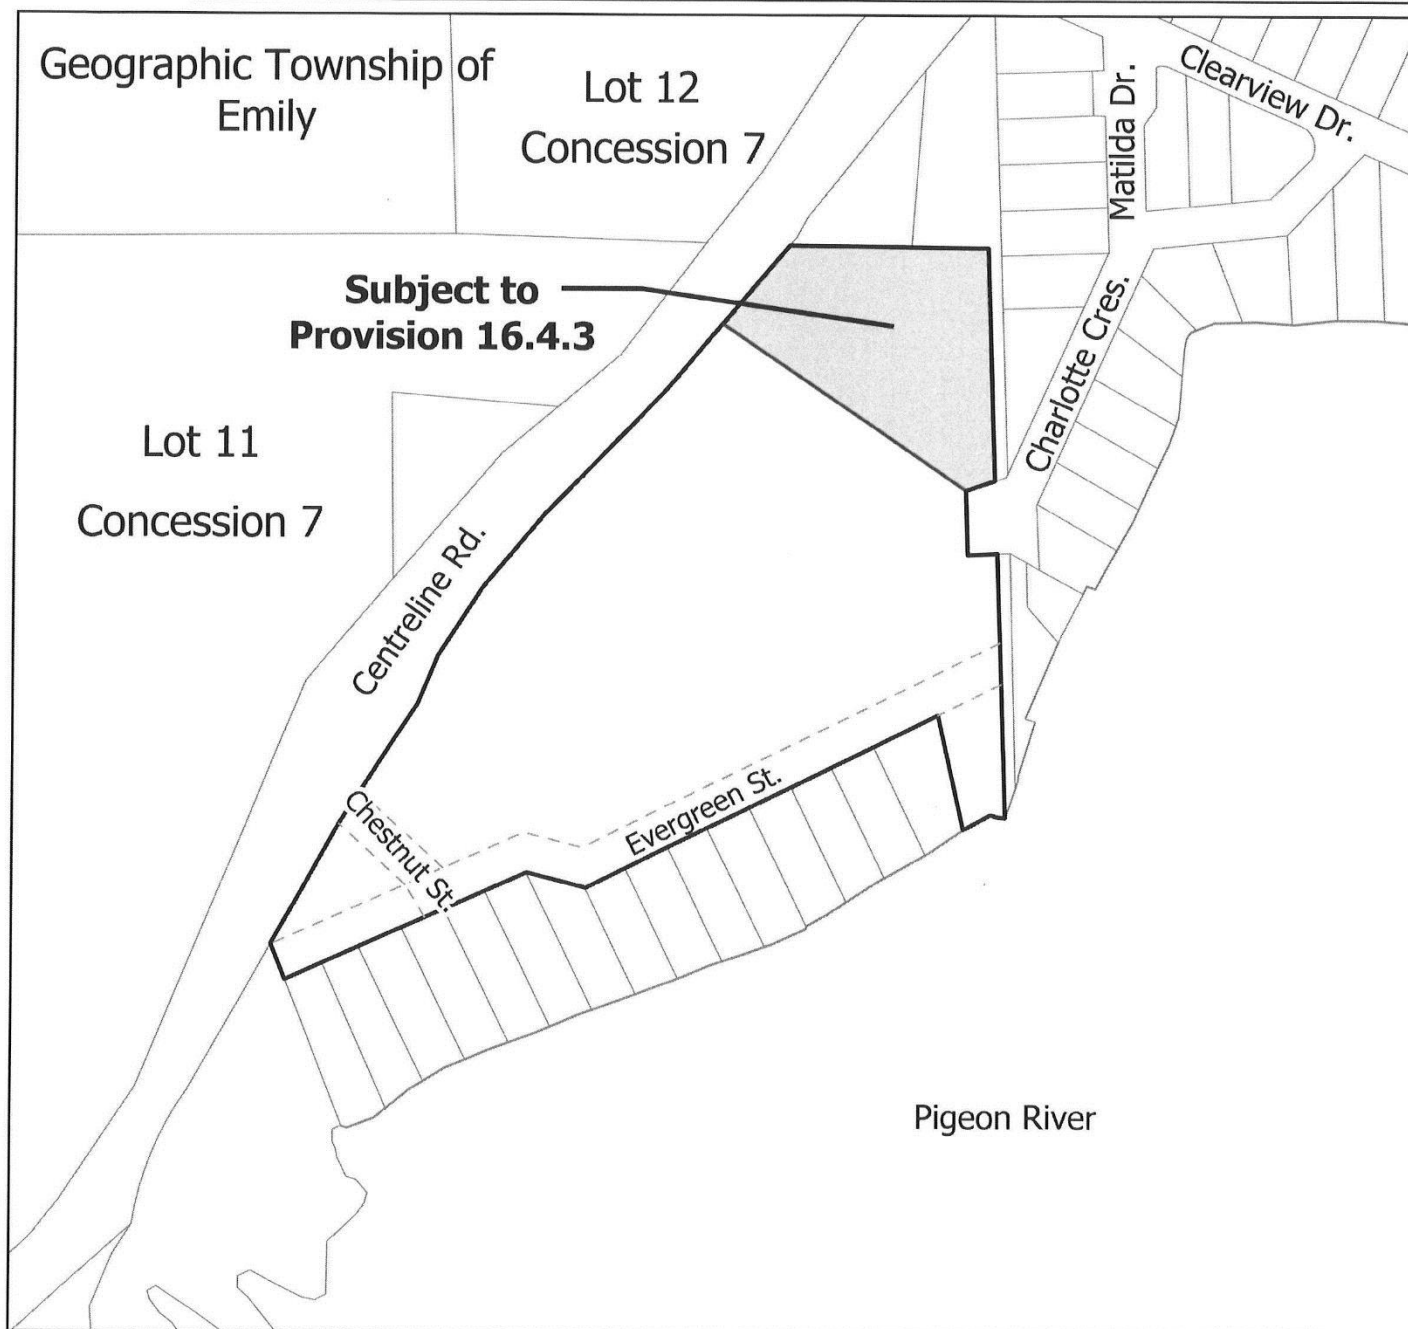 Geographic Township of
Emily
Lot 12
Concession 7
Clearview Dr.
Matilda Dr.
Subject to
Provision 16.4.3
Charlotte Cres.
Lot 11
Concession 7
Centreline Rd.
Chestnut St.
Evergreen St.
Pigeon River